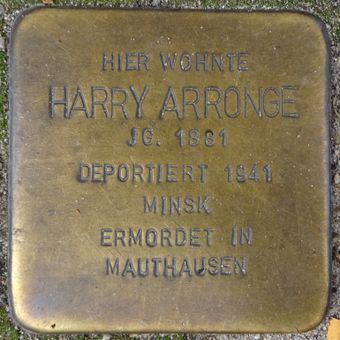 HIER WOHNTE
HARRY ARRONGE
JG. 1881
DEPORTIERT 1941
MINSK
ERMORDET IN
MAUTHAUSEN